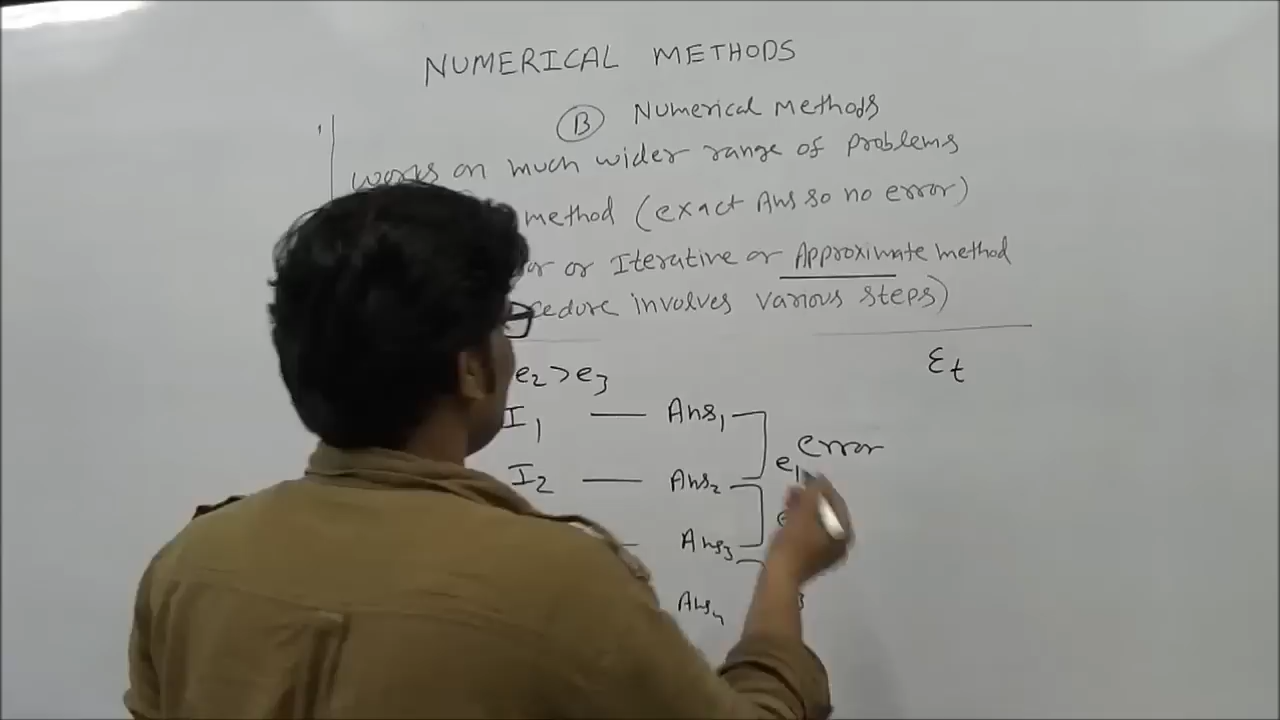 NUMERICAL METHODS
B Numerical Methods
works on much wider range of problems
method (exact Ans so no error)
or Iterative or Approximate method
involves various steps)
e2 > e3
εt
I1 — Ans1
error
e1
I2 — Ans2
Ans3
Ans4